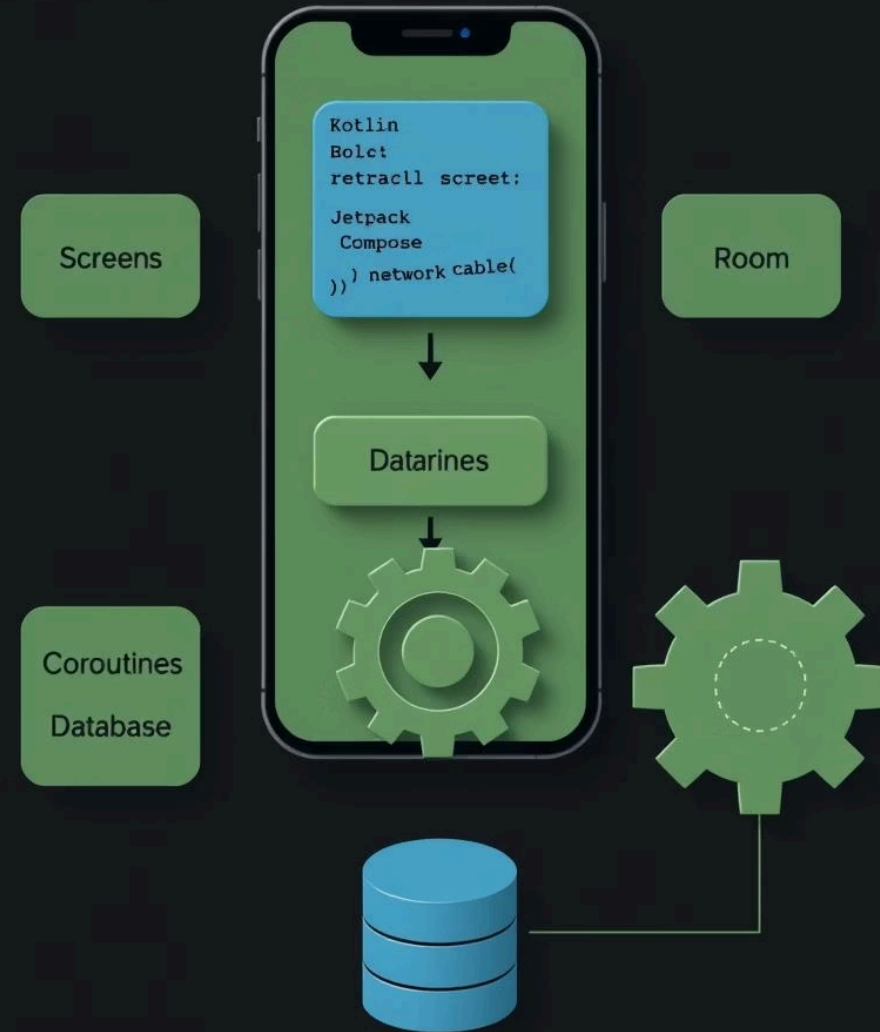 Kotlin
Bolct
retracll screet:
Jetpack
Compose
))) network cable(
Screens
Room
Datarines
Coroutines
Database